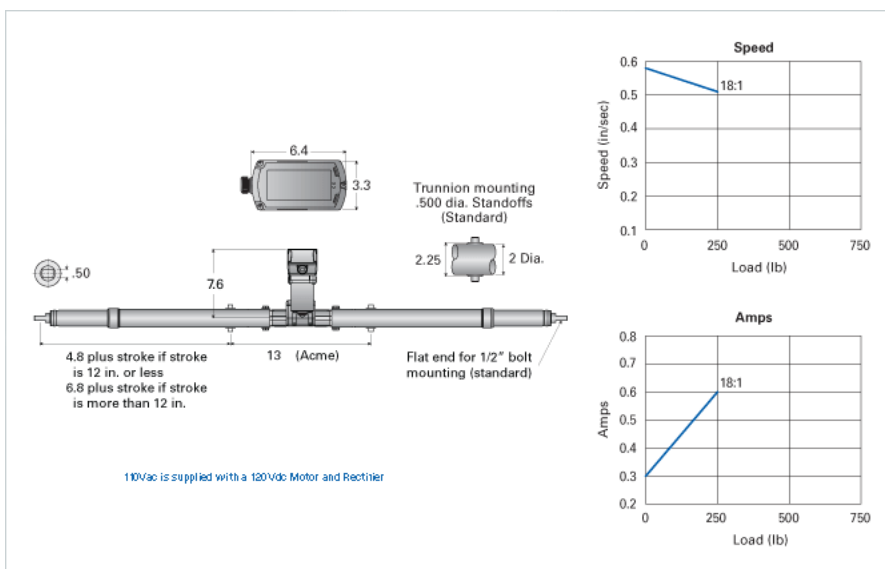 6.4
3.3
Trunnion mounting
.500 dia. Standoffs
(Standard)
2.25
2 Dia.
7.6
.50
4.8 plus stroke if stroke
is 12 in. or less
6.8 plus stroke if stroke
is more than 12 in.
13 (Acme)
Flat end for 1/2" bolt
mounting (standard)
110Vac is supplied with a 120Vdc Motor and Rectifier
Speed
Speed (in/sec)
0.6
0.5
0.4
0.3
0.2
0.1
18:1
0 250 500 750
Load (lb)
Amps
Amps
0.8
0.7
0.6
0.5
0.4
0.3
0.2
18:1
0 250 500 750
Load (lb)